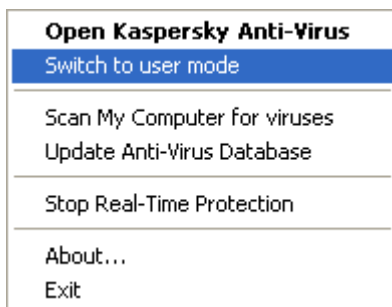 Open Kaspersky Anti-Virus
Switch to user mode
Scan My Computer for viruses
Update Anti-Virus Database
Stop Real-Time Protection
About...
Exit